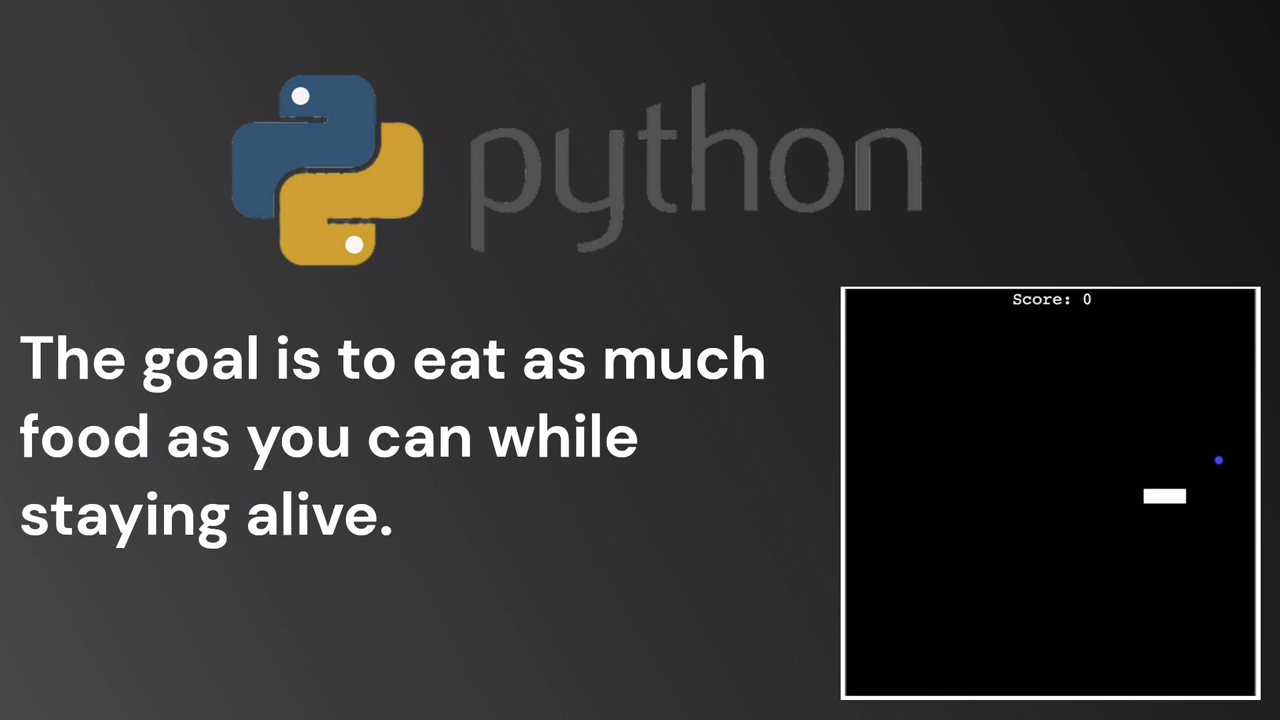 python
Score: 0
The goal is to eat as much
food as you can while
staying alive.